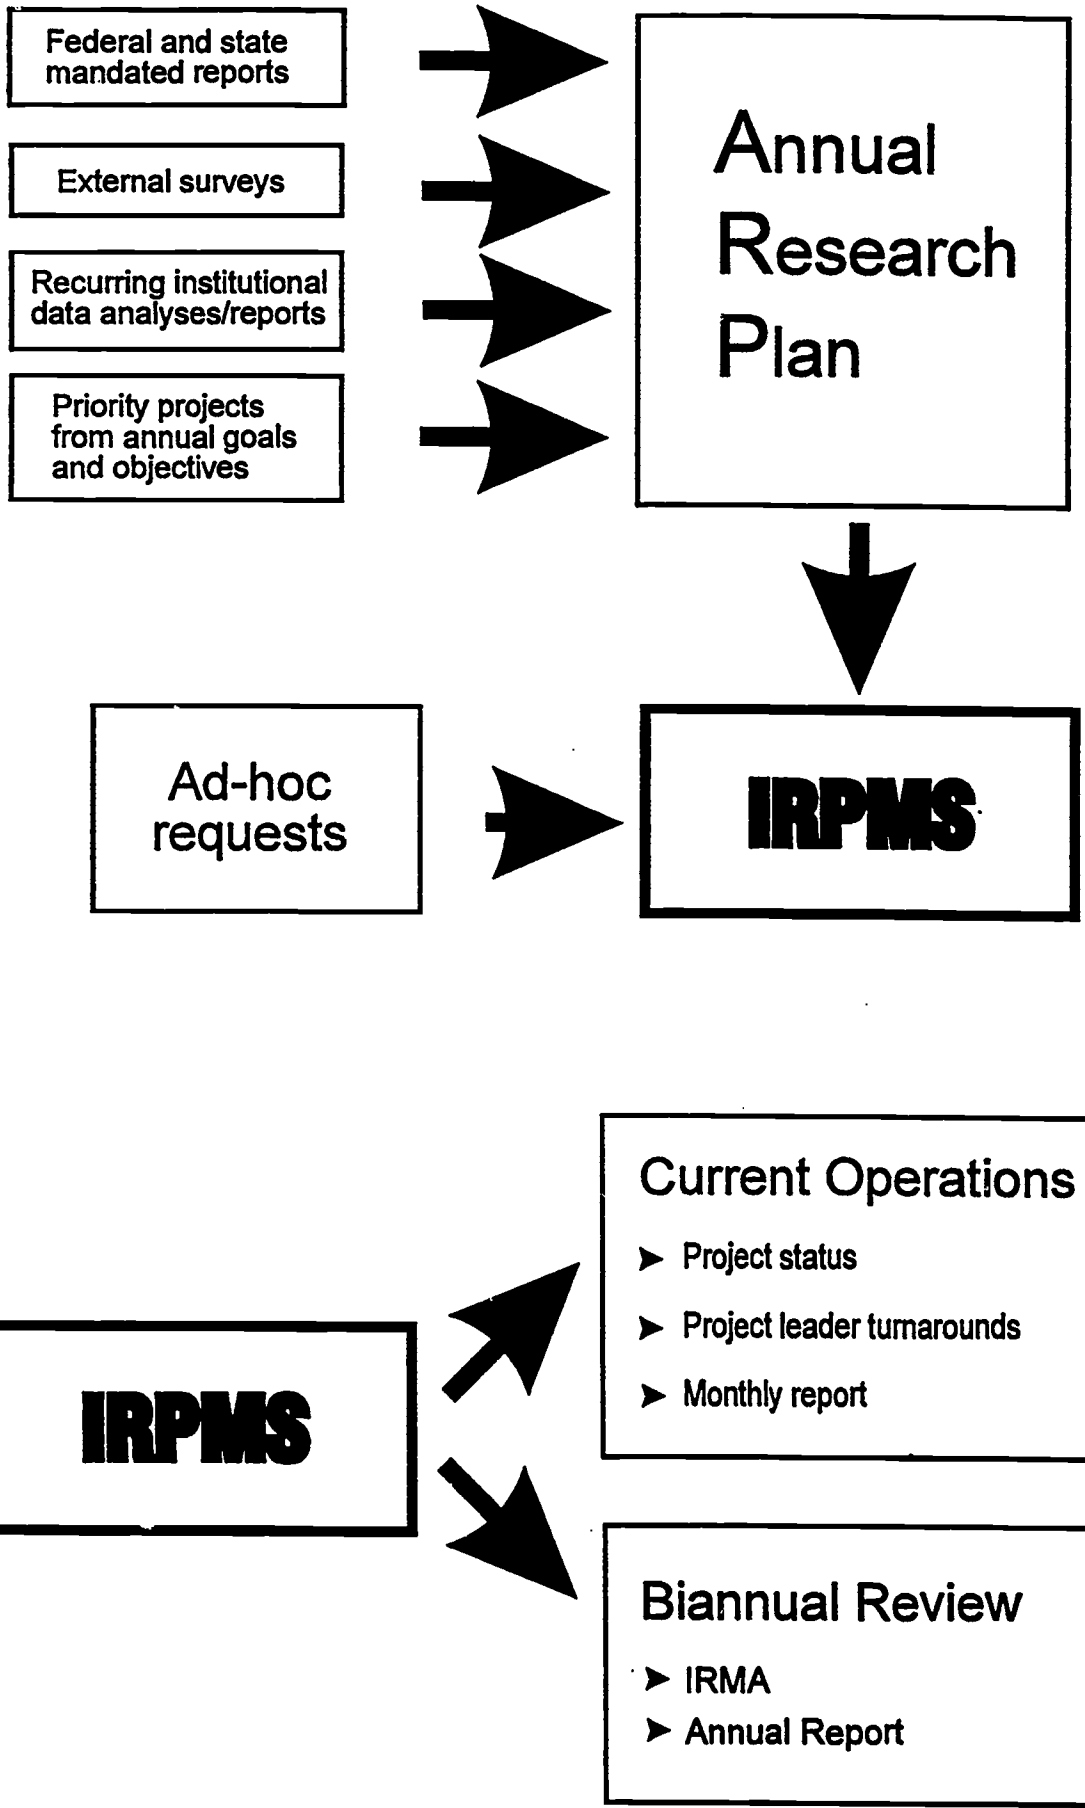 Federal and state
mandated reports
External surveys
Recurring institutional
data analyses/reports
Priority projects
from annual goals
and objectives
Annual
Research
Plan
Ad-hoc
requests
IRPMS
Current Operations
➤ Project status
➤ Project leader turnarounds
➤ Monthly report
IRPMS
Biannual Review
➤ IRMA
➤ Annual Report